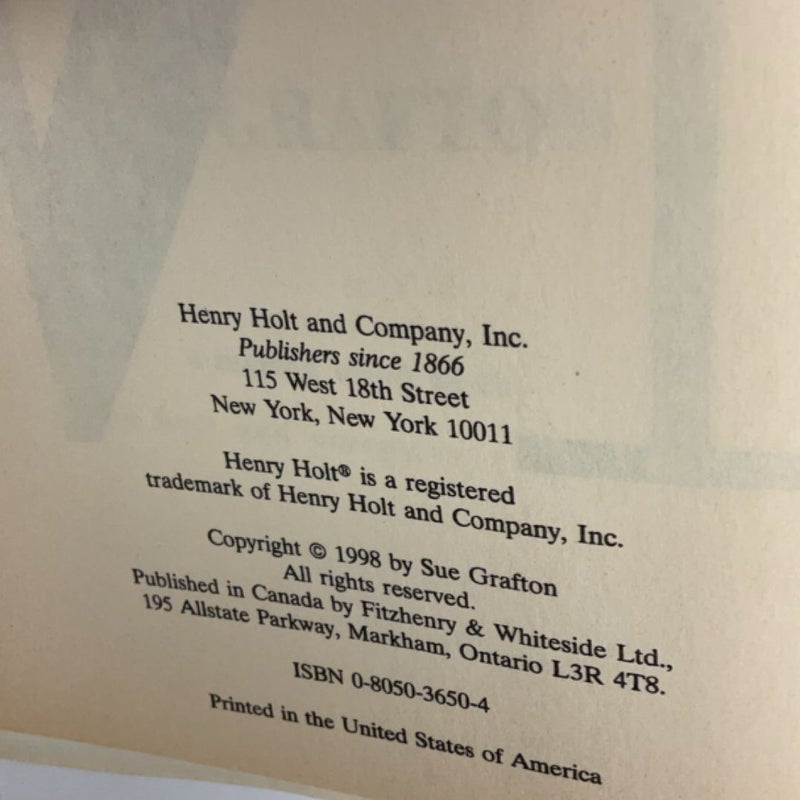 Henry Holt and Company, Inc.
Publishers since 1866
115 West 18th Street
New York, New York 10011
Henry Holt® is a registered
trademark of Henry Holt and Company, Inc.
Copyright © 1998 by Sue Grafton
All rights reserved.
Published in Canada by Fitzhenry & Whiteside Ltd.,
195 Allstate Parkway, Markham, Ontario L3R 4T8.
ISBN 0-8050-3650-4
Printed in the United States of America